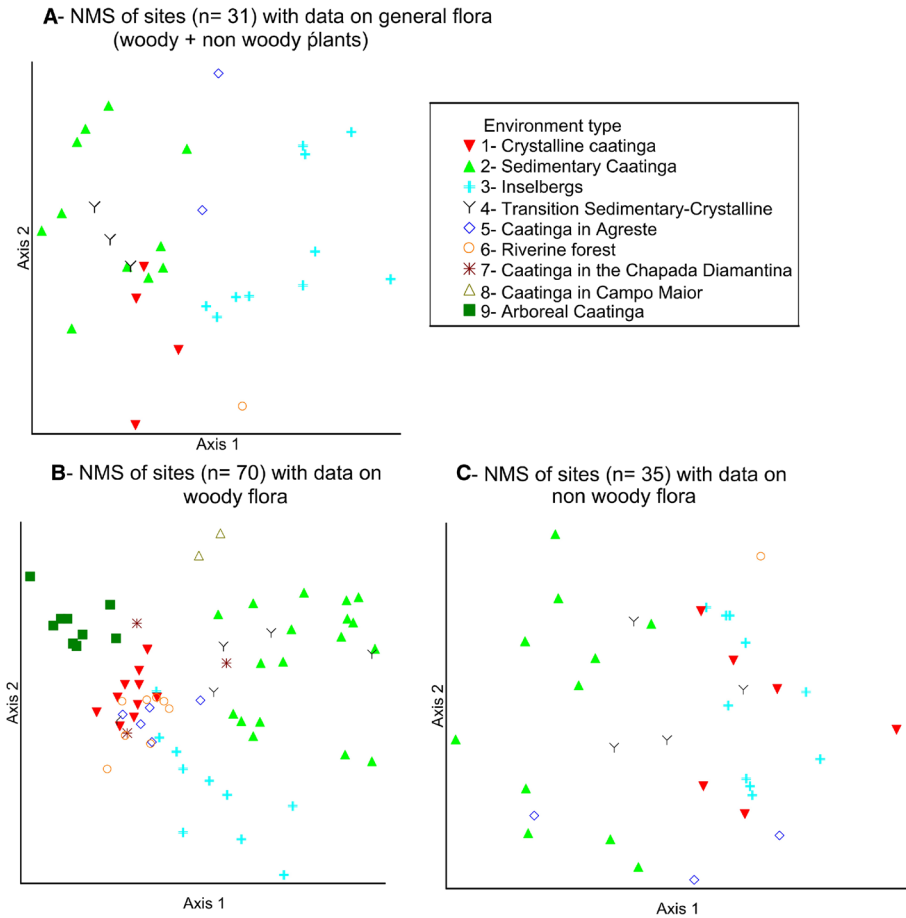 A- NMS of sites (n= 31) with data on general flora
(woody + non woody ṕlants)
Axis 2
Axis 1
Environment type
1- Crystalline caatinga
2- Sedimentary Caatinga
3- Inselbergs
4- Transition Sedimentary-Crystalline
5- Caatinga in Agreste
6- Riverine forest
7- Caatinga in the Chapada Diamantina
8- Caatinga in Campo Maior
9- Arboreal Caatinga
B- NMS of sites (n= 70) with data on
woody flora
Axis 2
Axis 1
C- NMS of sites (n= 35) with data on
non woody flora
Axis 2
Axis 1